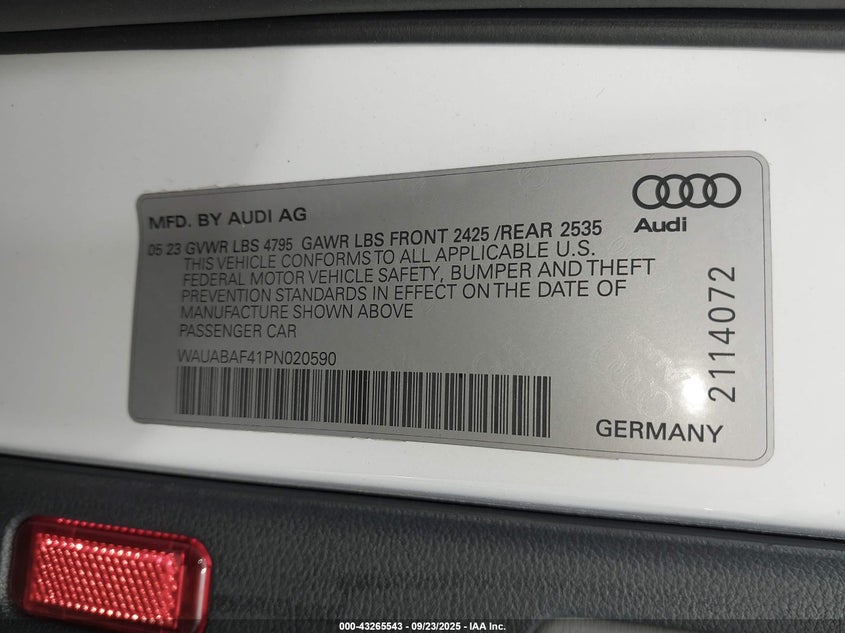 MFD. BY AUDI AG
Audi
05 23 GVWR LBS 4795 GAWR LBS FRONT 2425 /REAR 2535
THIS VEHICLE CONFORMS TO ALL APPLICABLE U.S.
FEDERAL MOTOR VEHICLE SAFETY, BUMPER AND THEFT
PREVENTION STANDARDS IN EFFECT ON THE DATE OF
MANUFACTURE SHOWN ABOVE
PASSENGER CAR
WAUABAF41PN020590
2114072
GERMANY
000-43265543 - 09/23/2025 - IAA Inc.